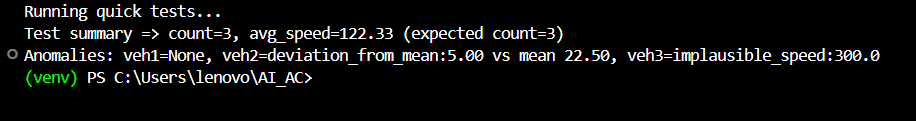 Running quick tests...
Test summary => count=3, avg_speed=122.33 (expected count=3)
Anomalies: veh1=None, veh2=deviation_from_mean:5.00 vs mean 22.50, veh3=implausible_speed:300.0
(venv) PS C:\Users\lenovo\AI_AC>